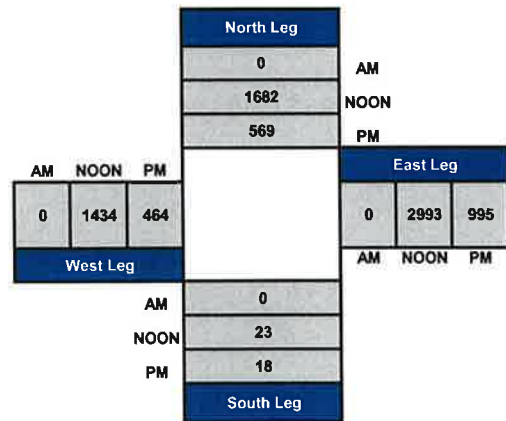 North Leg
0 AM
1682 NOON
569 PM
AM NOON PM
East Leg
0 1434 464
0 2993 995
West Leg
AM NOON PM
AM 0
NOON 23
PM 18
South Leg